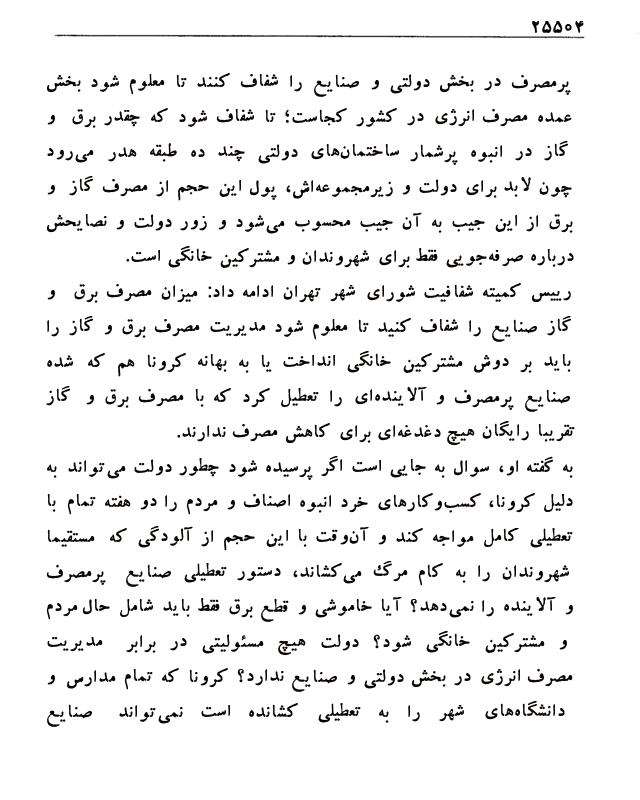 ۲۵۵۰۴
پرمصرف در بخش دولتی و صنایع را شفاف کنند تا معلوم شود بخش
عمده مصرف انرژی در کشور کجاست؛ تا شفاف شود که چقدر برق و
گاز در انبوه پرشمار ساختمان‌های دولتی چند ده طبقه هدر می‌رود
چون لابد برای دولت و زیرمجموعه‌اش، پول این حجم از مصرف گاز و
برق از این جیب به آن جیب محسوب می‌شود و زور دولت و نصایحش
درباره صرفه‌جویی فقط برای شهروندان و مشترکین خانگی است.
رییس کمیته شفافیت شورای شهر تهران ادامه داد: میزان مصرف برق و
گاز صنایع را شفاف کنید تا معلوم شود مدیریت مصرف برق و گاز را
باید بر دوش مشترکین خانگی انداخت یا به بهانه کرونا هم که شده
صنایع پرمصرف و آلاینده‌ای را تعطیل کرد که با مصرف برق و گاز
تقریبا رایگان هیچ دغدغه‌ای برای کاهش مصرف ندارند.
به گفته او، سوال به جایی است اگر پرسیده شود چطور دولت می‌تواند به
دلیل کرونا، کسب‌وکارهای خرد انبوه اصناف و مردم را دو هفته تمام با
تعطیلی کامل مواجه کند و آن‌وقت با این حجم از آلودگی که مستقیما
شهروندان را به کام مرگ می‌کشاند، دستور تعطیلی صنایع پرمصرف
و آلاینده را نمی‌دهد؟ آیا خاموشی و قطع برق فقط باید شامل حال مردم
و مشترکین خانگی شود؟ دولت هیچ مسئولیتی در برابر مدیریت
مصرف انرژی در بخش دولتی و صنایع ندارد؟ کرونا که تمام مدارس و
دانشگاه‌های شهر را به تعطیلی کشانده است نمی‌تواند صنایع